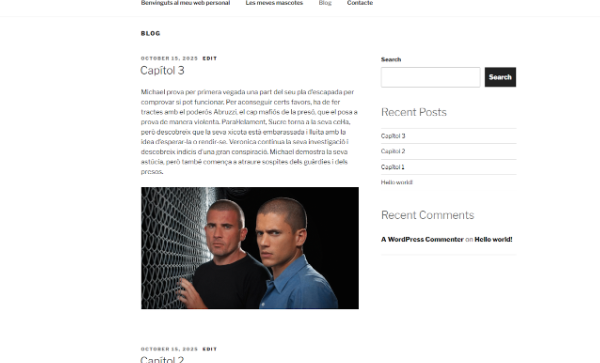 Benvinguts al meu web personal Les meves mascotes Blog Contacte
BLOG
OCTOBER 15, 2025 EDIT
Capítol 3
Michael prova per primera vegada una part del seu pla d'escapada per
comprovar si pot funcionar. Per aconseguir certs favors, ha de fer
tractes amb el poderós Abruzzi, el cap mafiós de la presó, que el posa a
prova de manera violenta. Paral·lelament, Sucre torna a la seva cel·la,
però descobreix que la seva xicota està embarassada i lluita amb la
idea d'esperar-la o rendir-se. Veronica continua la seva investigació i
descobreix indicis d'una gran conspiració. Michael demostra la seva
astúcia, però també comença a atraure sospites dels guàrdies i dels
presos.
Search
Search
Recent Posts
Capítol 3
Capítol 2
Capítol 1
Hello world!
Recent Comments
A WordPress Commenter on Hello world!
OCTOBER 15, 2025 EDIT
Capítol 2